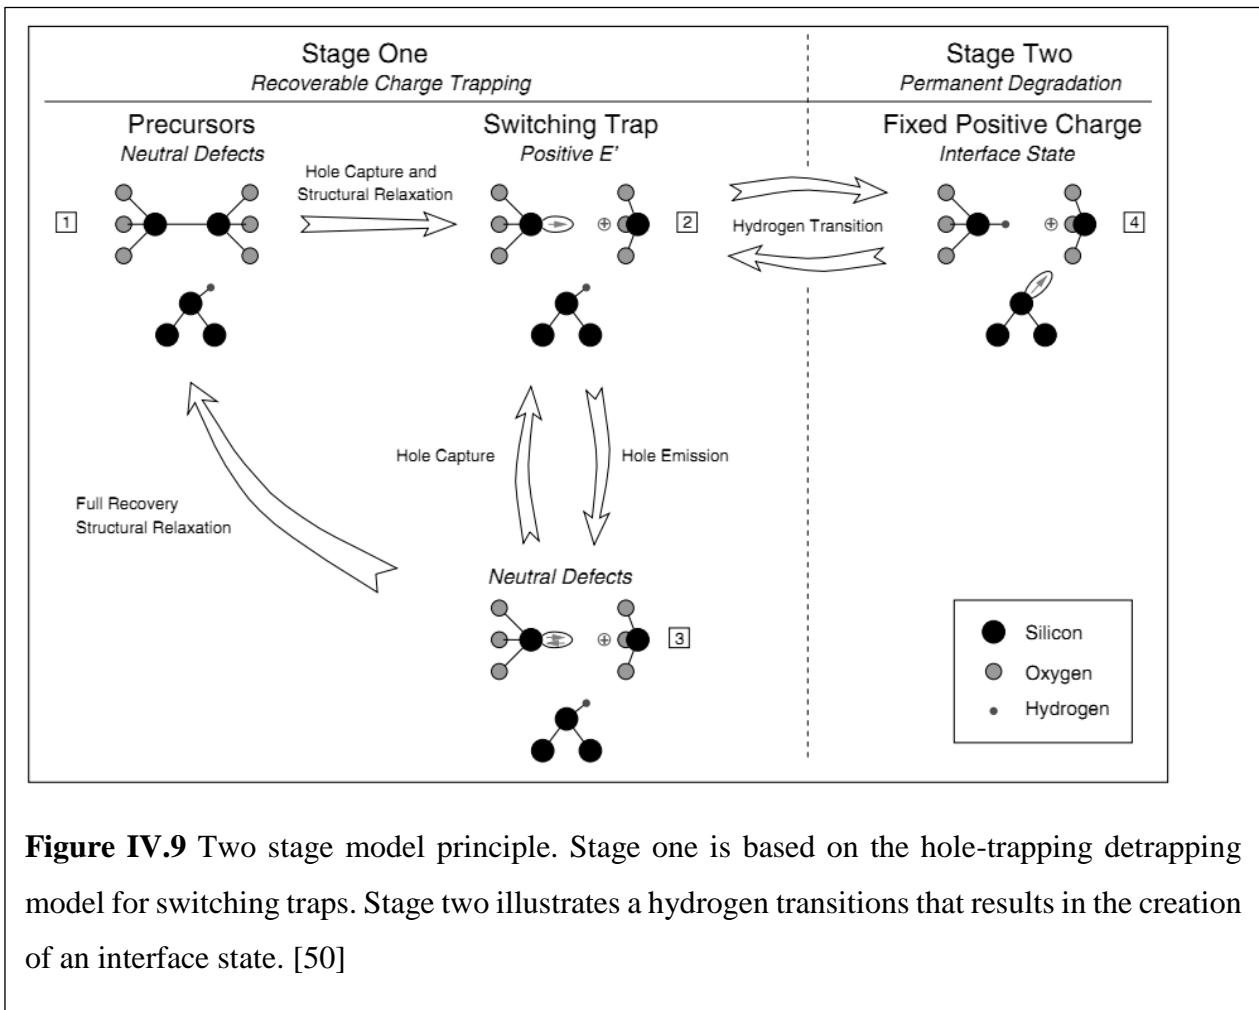 Stage One
Recoverable Charge Trapping
Stage Two
Permanent Degradation
Precursors
Neutral Defects
Switching Trap
Positive E'
Fixed Positive Charge
Interface State
Hole Capture and
Structural Relaxation
1
2
Hydrogen Transition
4
Hole Capture
Hole Emission
Full Recovery
Structural Relaxation
Neutral Defects
3
Silicon
Oxygen
Hydrogen
Figure IV.9 Two stage model principle. Stage one is based on the hole-trapping detrapping
model for switching traps. Stage two illustrates a hydrogen transitions that results in the creation
of an interface state. [50]